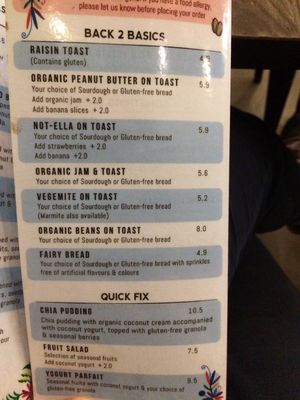 if you have a food allergy,
please let us know before placing your order
BACK 2 BASICS
RAISIN TOAST
(Contains gluten)
ORGANIC PEANUT BUTTER ON TOAST 5.9
Your choice of Sourdough or Gluten-free bread
Add organic jam + 2.0
Add banana slices + 2.0
NOT-ELLA ON TOAST 5.9
Your choice of Sourdough or Gluten-free bread
Add strawberries + 2.0
Add banana +2.0
ORGANIC JAM & TOAST 5.6
Your choice of Sourdough or Gluten-free bread
VEGEMITE ON TOAST 5.2
Your choice of Sourdough or Gluten-free bread
(Marmite also available)
ORGANIC BEANS ON TOAST 8.0
Your choice of Sourdough or Gluten-free bread
FAIRY BREAD 4.9
Your choice of Sourdough or Gluten-free bread with sprinkles
free of artificial flavours & colours
QUICK FIX
CHIA PUDDING 10.5
Chia pudding with organic coconut cream accompanied
with coconut yogurt, topped with gluten-free granola
& seasonal berries
FRUIT SALAD 7.5
Selection of seasonal fruits
Add coconut yogurt + 2.0
YOGURT PARFAIT 9.5
Seasonal fruits with coconut yogurt & your choice of
gluten-free granola